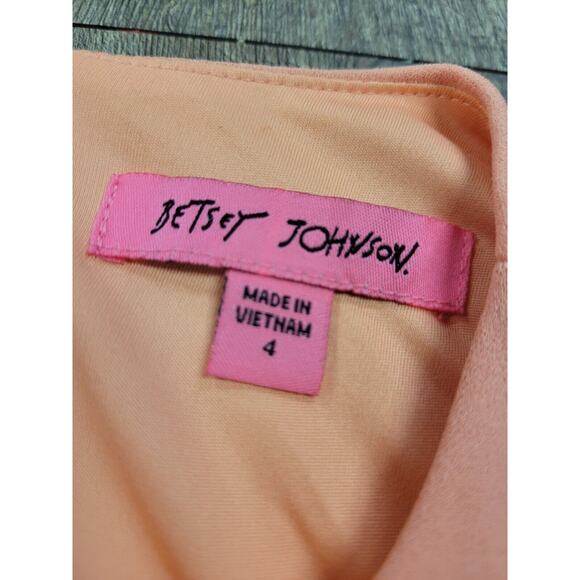 BETSEY JOHNSON.
MADE IN
VIETNAM
4